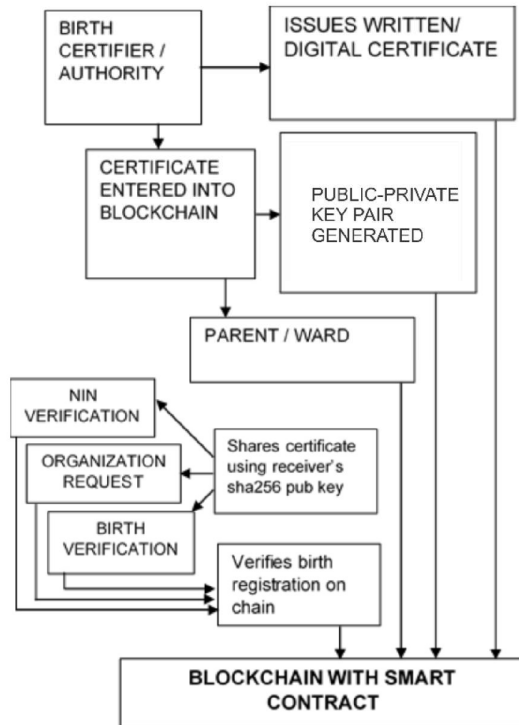 BIRTH
CERTIFIER /
AUTHORITY
ISSUES WRITTEN/
DIGITAL CERTIFICATE
CERTIFICATE
ENTERED INTO
BLOCKCHAIN
PUBLIC-PRIVATE
KEY PAIR
GENERATED
PARENT / WARD
NIN
VERIFICATION
ORGANIZATION
REQUEST
BIRTH
VERIFICATION
Shares certificate
using receiver's
sha256 pub key
Verifies birth
registration on
chain
BLOCKCHAIN WITH SMART
CONTRACT